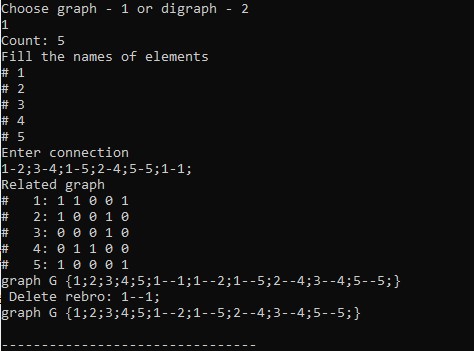 Choose graph - 1 or digraph - 2
1
Count: 5
Fill the names of elements
# 1
# 2
# 3
# 4
# 5
Enter connection
1-2;3-4;1-5;2-4;5-5;1-1;
Related graph
#   1: 1 1 0 0 1
#   2: 1 0 0 1 0
#   3: 0 0 0 1 0
#   4: 0 1 1 0 0
#   5: 1 0 0 0 1
graph G {1;2;3;4;5;1--1;1--2;1--5;2--4;3--4;5--5;}
 Delete rebro: 1--1;
graph G {1;2;3;4;5;1--2;1--5;2--4;3--4;5--5;}
--------------------------------